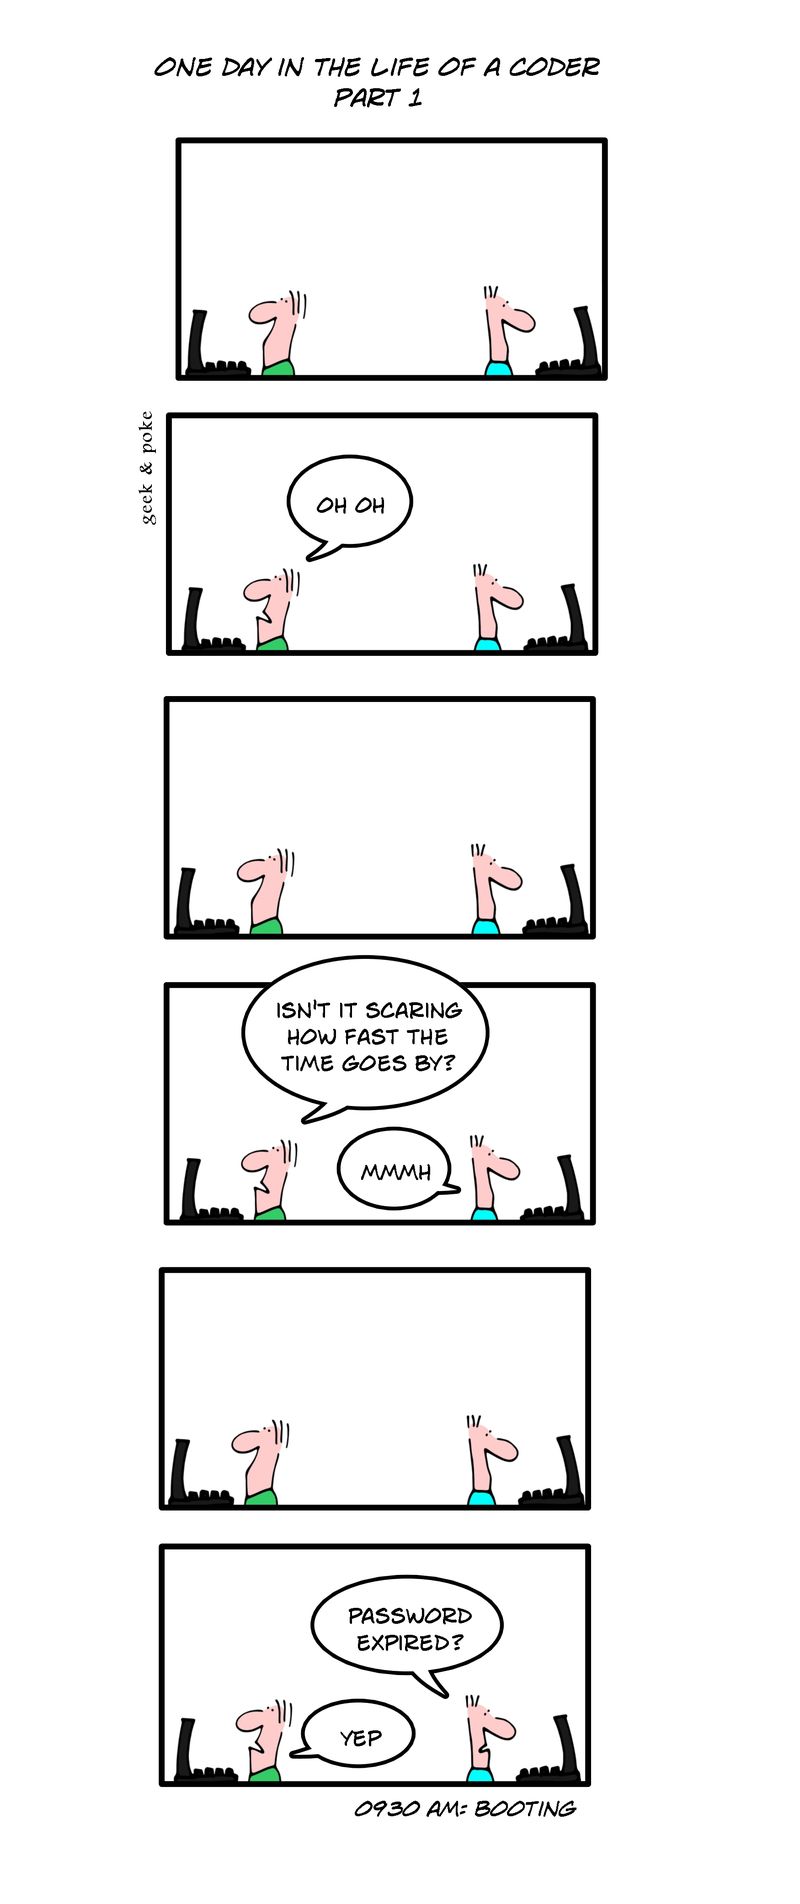 ONE DAY IN THE LIFE OF A CODER
PART 1
geek & poke
OH OH
ISN'T IT SCARING
HOW FAST THE
TIME GOES BY?
MMMH
PASSWORD
EXPIRED?
YEP
0930 AM: BOOTING